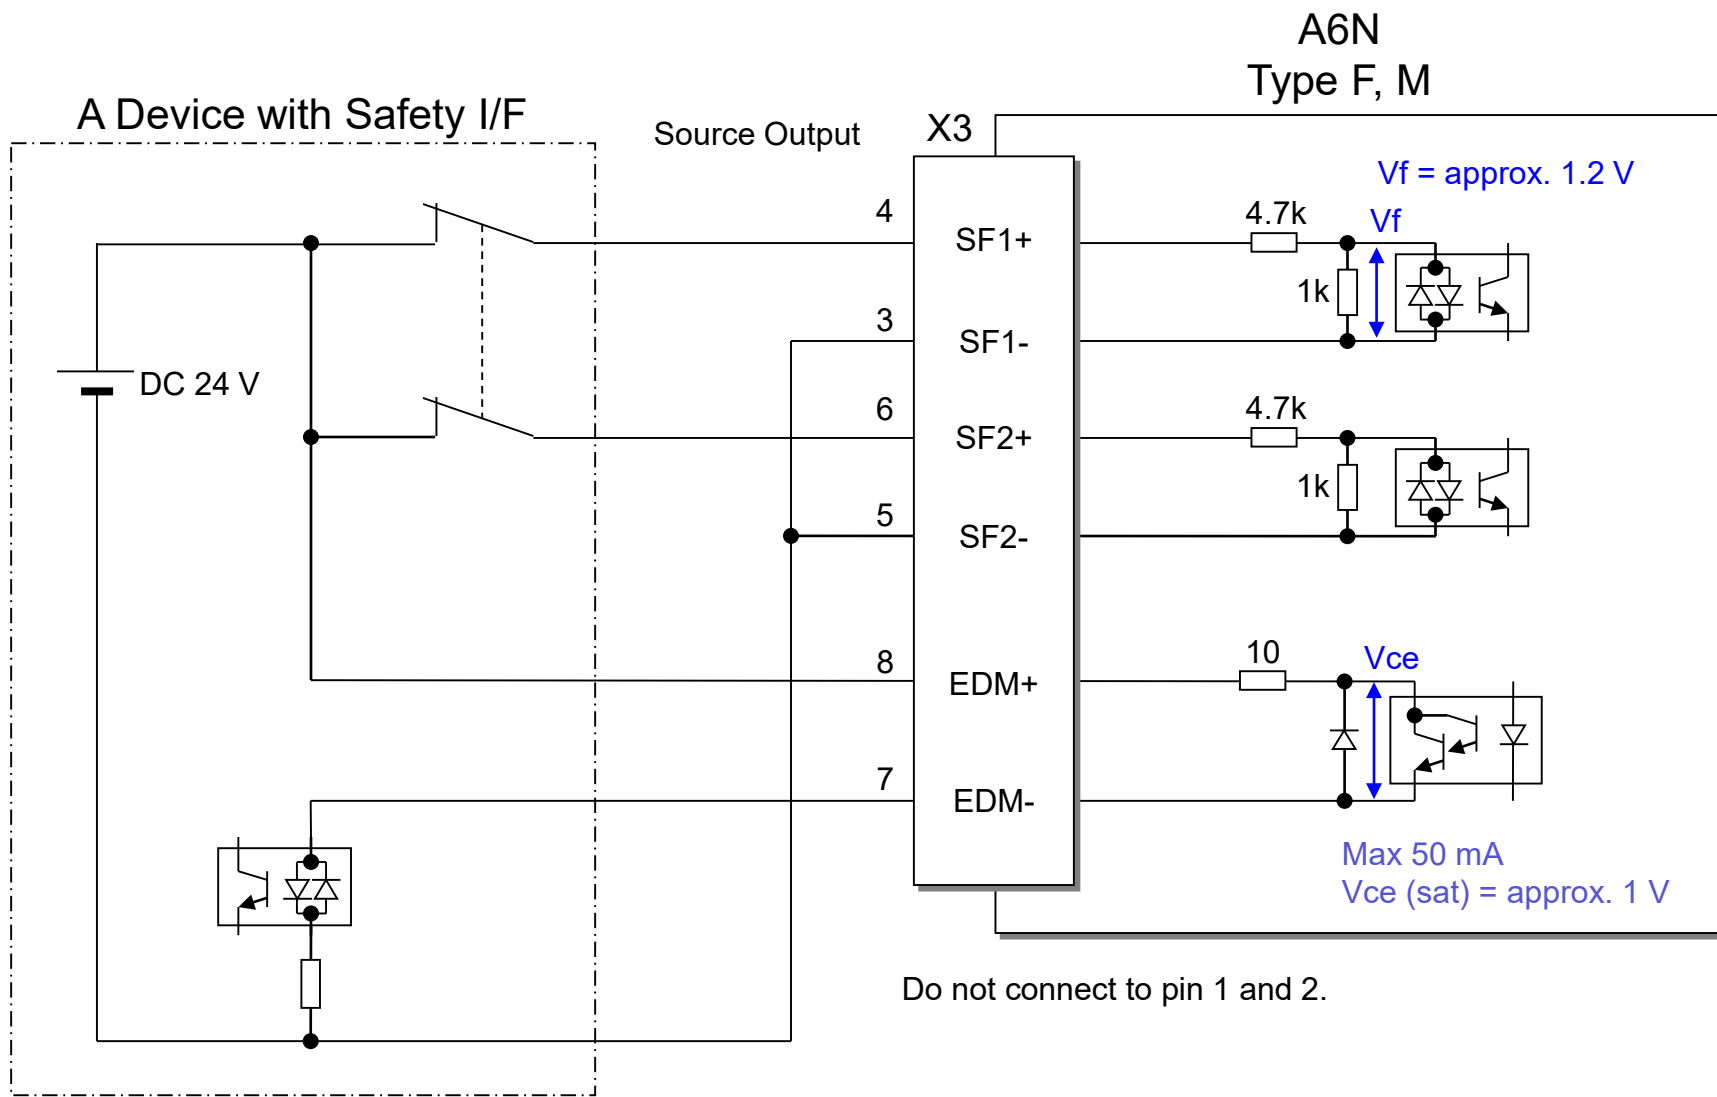 A6N
Type F, M
A Device with Safety I/F
Source Output
X3
Vf = approx. 1.2 V
4
SF1+
4.7k
Vf
1k
3
SF1-
DC 24 V
6
SF2+
4.7k
1k
5
SF2-
8
EDM+
10
Vce
7
EDM-
Max 50 mA
Vce (sat) = approx. 1 V
Do not connect to pin 1 and 2.